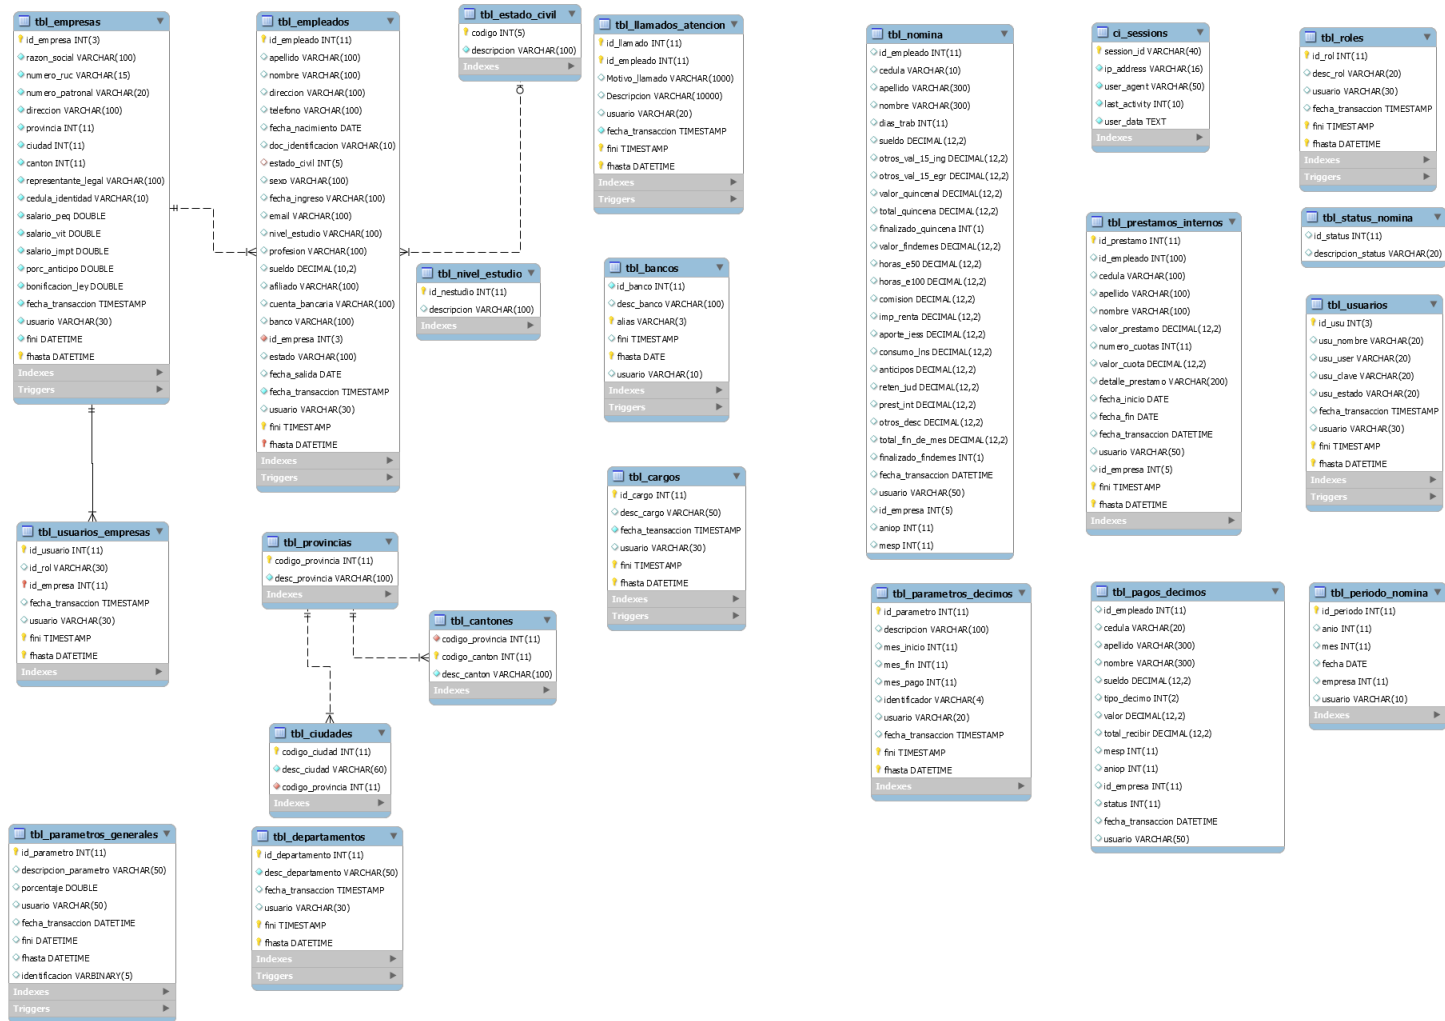 tbl_empresas
id_empresa INT(3)
razon_social VARCHAR(100)
numero_ruc VARCHAR(15)
numero_patronal VARCHAR(20)
direccion VARCHAR(100)
provincia INT(11)
ciudad INT(11)
canton INT(11)
representante_legal VARCHAR(100)
cedula_identidad VARCHAR(10)
salario_peq DOUBLE
salario_vit DOUBLE
salario_impt DOUBLE
porc_anticipo DOUBLE
bonificacion_ley DOUBLE
fecha_transaccion TIMESTAMP
usuario VARCHAR(30)
fini DATETIME
fhasta DATETIME
Indexes
Triggers
tbl_empleados
id_empleado INT(11)
apellido VARCHAR(100)
nombre VARCHAR(100)
direccion VARCHAR(100)
telefono VARCHAR(100)
fecha_nacimiento DATE
doc_identificacion VARCHAR(10)
estado_civil INT(5)
sexo VARCHAR(100)
fecha_ingreso VARCHAR(100)
email VARCHAR(100)
nivel_estudio VARCHAR(100)
profesion VARCHAR(100)
sueldo DECIMAL(10,2)
afiliado VARCHAR(100)
cuenta_bancaria VARCHAR(100)
banco VARCHAR(100)
id_empresa INT(3)
estado VARCHAR(100)
fecha_salida DATE
fecha_transaccion TIMESTAMP
usuario VARCHAR(30)
fini TIMESTAMP
fhasta DATETIME
Indexes
Triggers
tbl_estado_civil
codigo INT(5)
descripcion VARCHAR(100)
Indexes
tbl_llamados_atencion
id_llamado INT(11)
id_empleado INT(11)
Motivo_llamado VARCHAR(1000)
Descripcion VARCHAR(10000)
usuario VARCHAR(20)
fecha_transaccion TIMESTAMP
fini TIMESTAMP
fhasta DATETIME
Indexes
Triggers
tbl_nivel_estudio
id_nestudio INT(11)
descripcion VARCHAR(100)
Indexes
tbl_bancos
id_banco INT(11)
desc_banco VARCHAR(100)
alias VARCHAR(3)
fini TIMESTAMP
fhasta DATE
usuario VARCHAR(10)
Indexes
Triggers
tbl_cargos
id_cargo INT(11)
desc_cargo VARCHAR(50)
fecha_teansaccion TIMESTAMP
usuario VARCHAR(30)
fini TIMESTAMP
fhasta DATETIME
Indexes
Triggers
tbl_usuarios_empresas
id_usuario INT(11)
id_rol VARCHAR(30)
id_empresa INT(11)
fecha_transaccion TIMESTAMP
usuario VARCHAR(30)
fini TIMESTAMP
fhasta DATETIME
Indexes
tbl_provincias
codigo_provincia INT(11)
desc_provincia VARCHAR(100)
Indexes
tbl_cantones
codigo_provincia INT(11)
codigo_canton INT(11)
desc_canton VARCHAR(100)
Indexes
tbl_ciudades
codigo_ciudad INT(11)
desc_ciudad VARCHAR(60)
codigo_provincia INT(11)
Indexes
tbl_parametros_generales
id_parametro INT(11)
descripcion_parametro VARCHAR(50)
porcentaje DOUBLE
usuario VARCHAR(50)
fecha_transaccion DATETIME
fini DATETIME
fhasta DATETIME
identificacion VARBINARY(5)
Indexes
Triggers
tbl_departamentos
id_departamento INT(11)
desc_departamento VARCHAR(50)
fecha_transaccion TIMESTAMP
usuario VARCHAR(30)
fini TIMESTAMP
fhasta DATETIME
Indexes
Triggers
tbl_nomina
id_empleado INT(11)
cedula VARCHAR(10)
apellido VARCHAR(300)
nombre VARCHAR(300)
dias_trab INT(11)
sueldo DECIMAL(12,2)
otros_val_15_ing DECIMAL(12,2)
otros_val_15_egr DECIMAL(12,2)
valor_quincenal DECIMAL(12,2)
total_quincena DECIMAL(12,2)
finalizado_quincena INT(1)
valor_findemes DECIMAL(12,2)
horas_e50 DECIMAL(12,2)
horas_e100 DECIMAL(12,2)
comision DECIMAL(12,2)
imp_renta DECIMAL(12,2)
aporte_iess DECIMAL(12,2)
consumo_lns DECIMAL(12,2)
anticipos DECIMAL(12,2)
reten_jud DECIMAL(12,2)
prest_int DECIMAL(12,2)
otros_desc DECIMAL(12,2)
total_fin_de_mes DECIMAL(12,2)
finalizado_findemes INT(1)
fecha_transaccion DATETIME
usuario VARCHAR(50)
id_empresa INT(5)
aniop INT(11)
mesp INT(11)
ci_sessions
session_id VARCHAR(40)
ip_address VARCHAR(16)
user_agent VARCHAR(50)
last_activity INT(10)
user_data TEXT
Indexes
tbl_roles
id_rol INT(11)
desc_rol VARCHAR(20)
usuario VARCHAR(30)
fecha_transaccion TIMESTAMP
fini TIMESTAMP
fhasta DATETIME
Indexes
Triggers
tbl_prestamos_internos
id_prestamo INT(11)
id_empleado INT(100)
cedula VARCHAR(100)
apellido VARCHAR(100)
nombre VARCHAR(100)
valor_prestamo DECIMAL(12,2)
numero_cuotas INT(11)
valor_cuota DECIMAL(12,2)
detalle_prestamo VARCHAR(200)
fecha_inicio DATE
fecha_fin DATE
fecha_transaccion DATETIME
usuario VARCHAR(50)
id_empresa INT(5)
fini TIMESTAMP
fhasta DATETIME
Indexes
tbl_status_nomina
id_status INT(11)
descripcion_status VARCHAR(20)
tbl_usuarios
id_usu INT(3)
usu_nombre VARCHAR(20)
usu_user VARCHAR(20)
usu_clave VARCHAR(20)
usu_estado VARCHAR(20)
fecha_transaccion TIMESTAMP
usuario VARCHAR(30)
fini TIMESTAMP
fhasta DATETIME
Indexes
Triggers
tbl_parametros_decimos
id_parametro INT(11)
descripcion VARCHAR(100)
mes_inicio INT(11)
mes_fin INT(11)
mes_pago INT(11)
identificador VARCHAR(4)
usuario VARCHAR(20)
fecha_transaccion TIMESTAMP
fini TIMESTAMP
fhasta DATETIME
Indexes
tbl_pagos_decimos
id_empleado INT(11)
cedula VARCHAR(20)
apellido VARCHAR(300)
nombre VARCHAR(300)
sueldo DECIMAL(12,2)
tipo_decimo INT(2)
valor DECIMAL(12,2)
total_recibir DECIMAL(12,2)
mesp INT(11)
aniop INT(11)
id_empresa INT(11)
status INT(11)
fecha_transaccion DATETIME
usuario VARCHAR(50)
tbl_periodo_nomina
id_periodo INT(11)
anio INT(11)
mes INT(11)
fecha DATE
empresa INT(11)
usuario VARCHAR(10)
Indexes